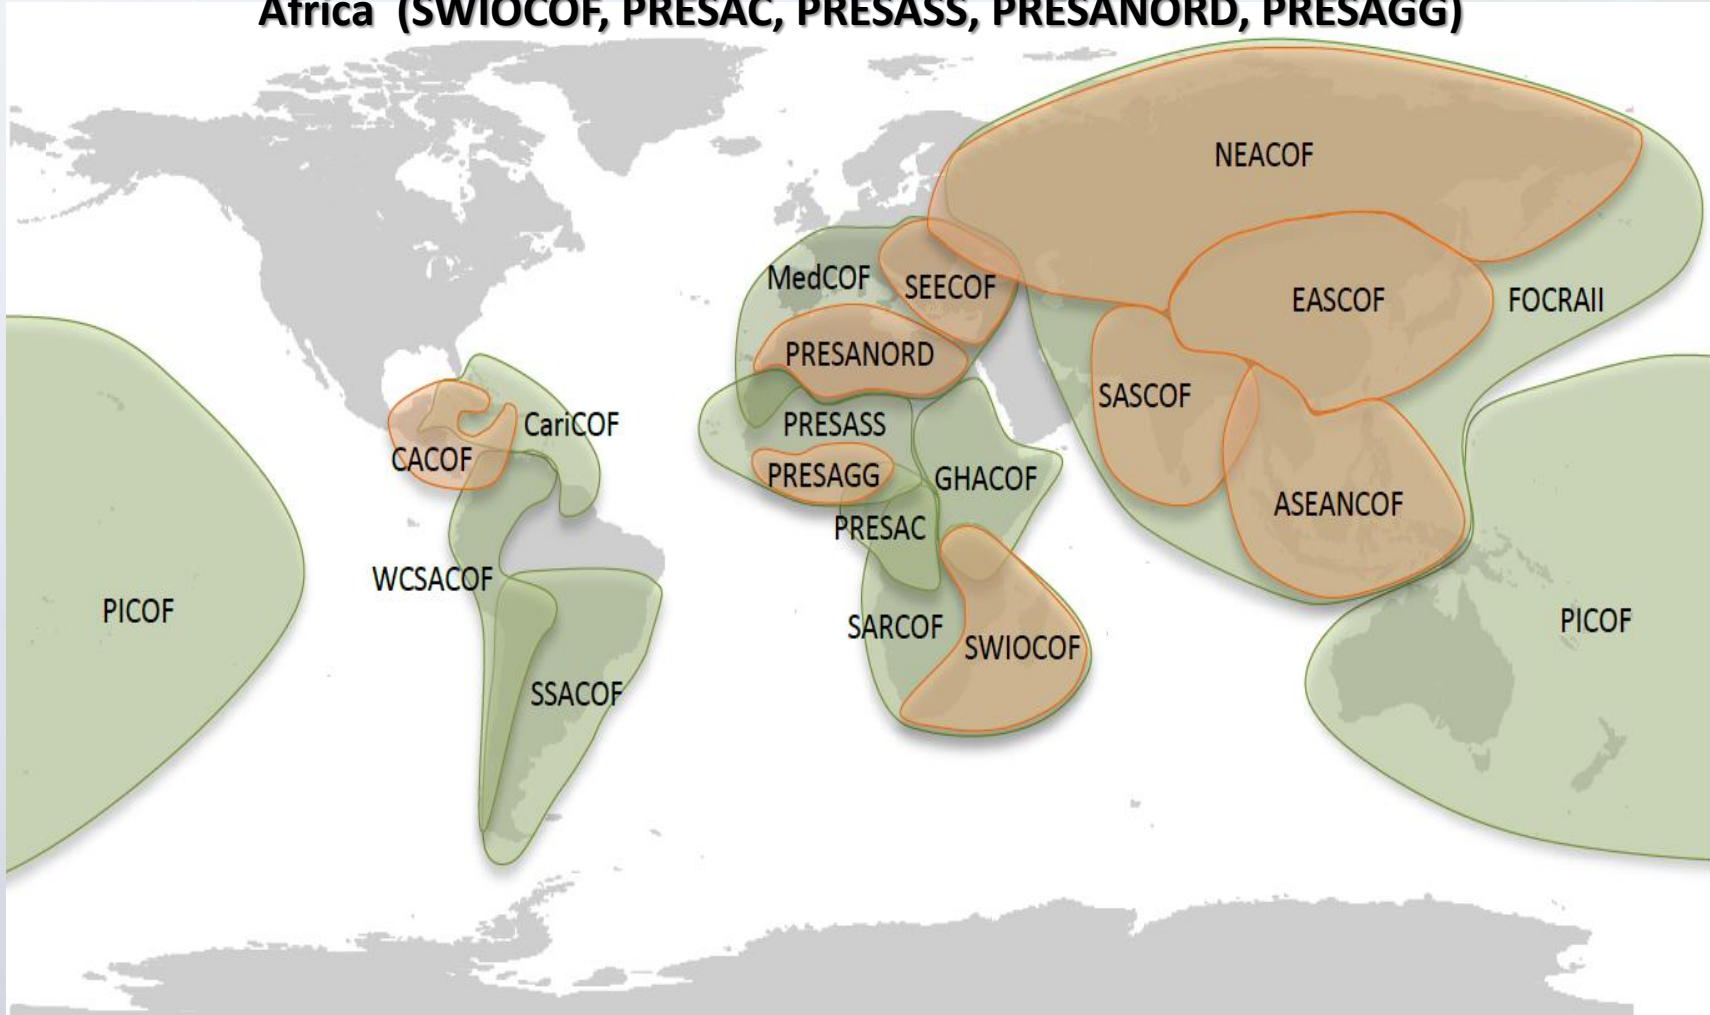 Africa (SWIOCOF, PRESAC, PRESASS, PRESANORD, PRESAGG)
NEACOF
MedCOF
SEECOF
EASCOF
FOCRAII
PRESANORD
SASCOF
CariCOF
PRESASS
CACOF
PRESAGG
GHACOF
ASEANCOF
PRESAC
WCSACOF
PICOF
SARCOF
PICOF
SWIOCOF
SSACOF